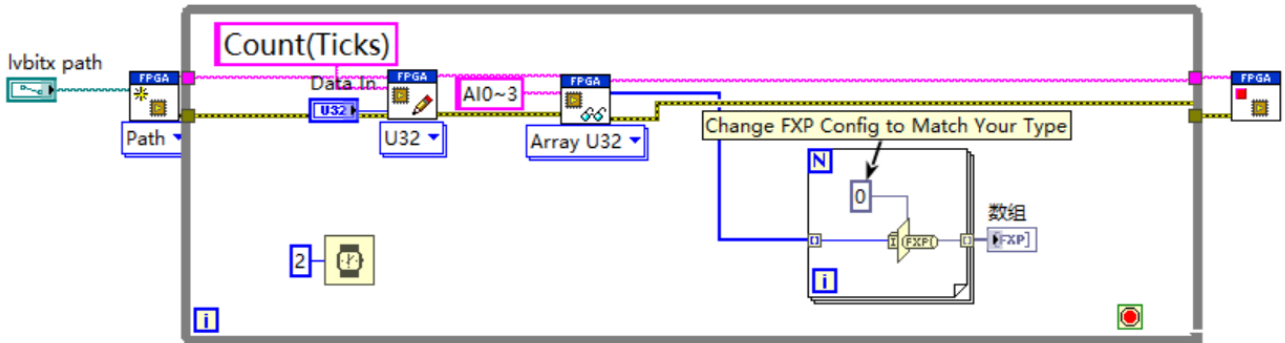 Count(Ticks)
lvbitx path
FPGA
Path
Data In
U32
FPGA
U32
AI0~3
FPGA
Array U32
FPGA
Change FXP Config to Match Your Type
N
0
I
(FXP(
数组
FXP]
2
i
i